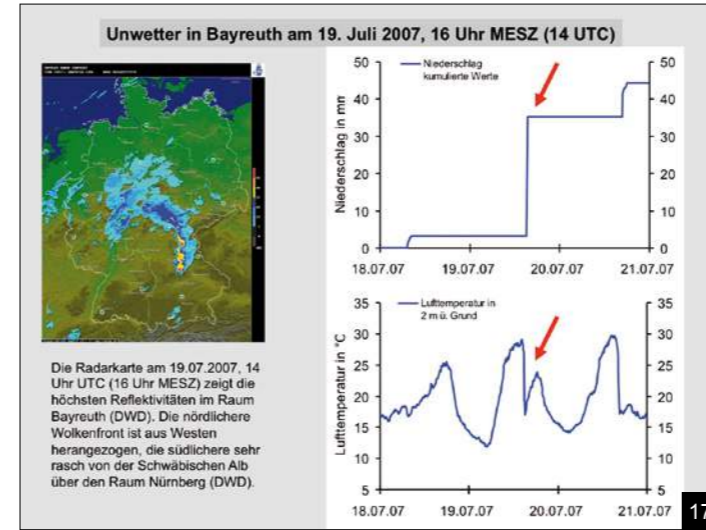 Unwetter in Bayreuth am 19. Juli 2007, 16 Uhr MESZ (14 UTC)
Die Radarkarte am 19.07.2007, 14
Uhr UTC (16 Uhr MESZ) zeigt die
höchsten Reflektivitäten im Raum
Bayreuth (DWD). Die nördlichere
Wolkenfront ist aus Westen
herangezogen, die südlichere sehr
rasch von der Schwäbischen Alb
über den Raum Nürnberg (DWD).
Niederschlag
kumulierte Werte
Niederschlag in mm
50 50
40 40
30 30
20 20
10 10
0 0
18.07.07 19.07.07 20.07.07 21.07.07
Lufttemperatur in
2 m ü. Grund
Lufttemperatur in °C
35 35
30 30
25 25
20 20
15 15
10 10
5 5
18.07.07 19.07.07 20.07.07 21.07.07
17